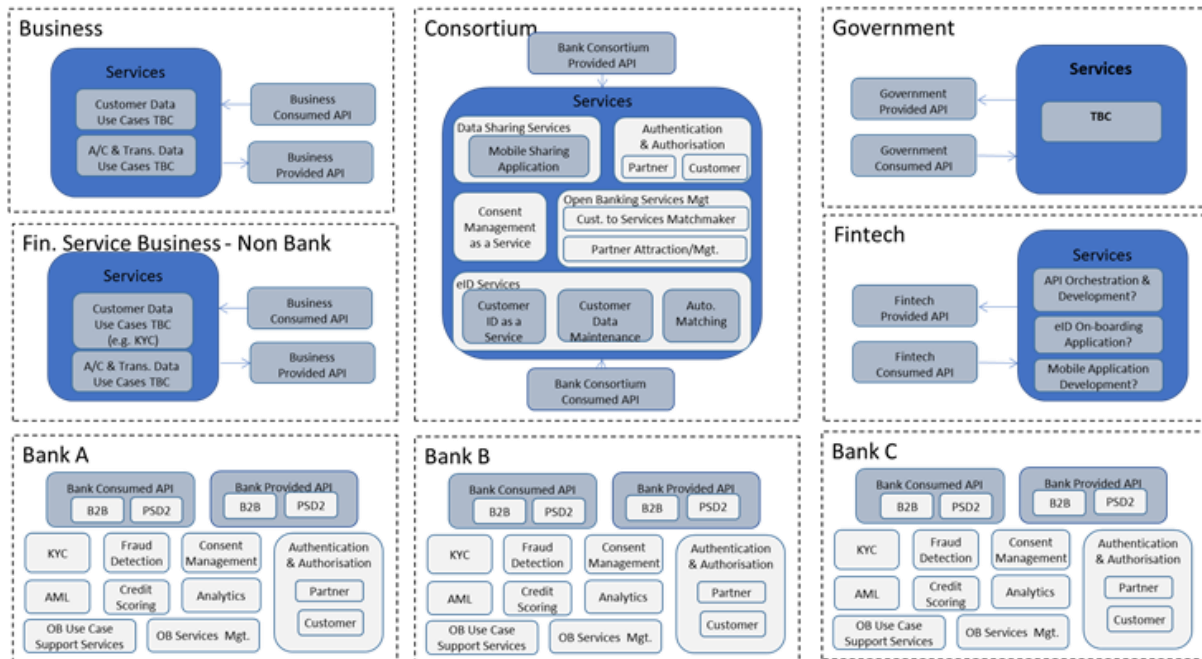 Business
Services
Customer Data
Use Cases TBC
A/C & Trans. Data
Use Cases TBC
Business
Consumed API
Business
Provided API
Consortium
Bank Consortium
Provided API
Services
Data Sharing Services
Mobile Sharing
Application
Authentication
& Authorisation
Partner
Customer
Consent
Management
as a Service
Open Banking Services Mgt
Cust. to Services Matchmaker
Partner Attraction/Mgt.
eID Services
Customer
ID as a
Service
Customer
Data
Maintenance
Auto.
Matching
Bank Consortium
Consumed API
Government
Services
TBC
Government
Provided API
Government
Consumed API
Fin. Service Business - Non Bank
Services
Customer Data
Use Cases TBC
(e.g. KYC)
A/C & Trans. Data
Use Cases TBC
Business
Consumed API
Business
Provided API
Fintech
Services
API Orchestration &
Development?
eID On-boarding
Application?
Mobile Application
Development?
Fintech
Provided API
Fintech
Consumed API
Bank A
Bank Consumed API
B2B
PSD2
Bank Provided API
B2B
PSD2
KYC
Fraud
Detection
Consent
Management
AML
Credit
Scoring
Analytics
OB Use Case
Support Services
OB Services Mgt.
Authentication
& Authorisation
Partner
Customer
Bank B
Bank Consumed API
B2B
PSD2
Bank Provided API
B2B
PSD2
KYC
Fraud
Detection
Consent
Management
AML
Credit
Scoring
Analytics
OB Use Case
Support Services
OB Services Mgt.
Authentication
& Authorisation
Partner
Customer
Bank C
Bank Consumed API
B2B
PSD2
Bank Provided API
B2B
PSD2
KYC
Fraud
Detection
Consent
Management
AML
Credit
Scoring
Analytics
OB Use Case
Support Services
OB Services Mgt.
Authentication
& Authorisation
Partner
Customer